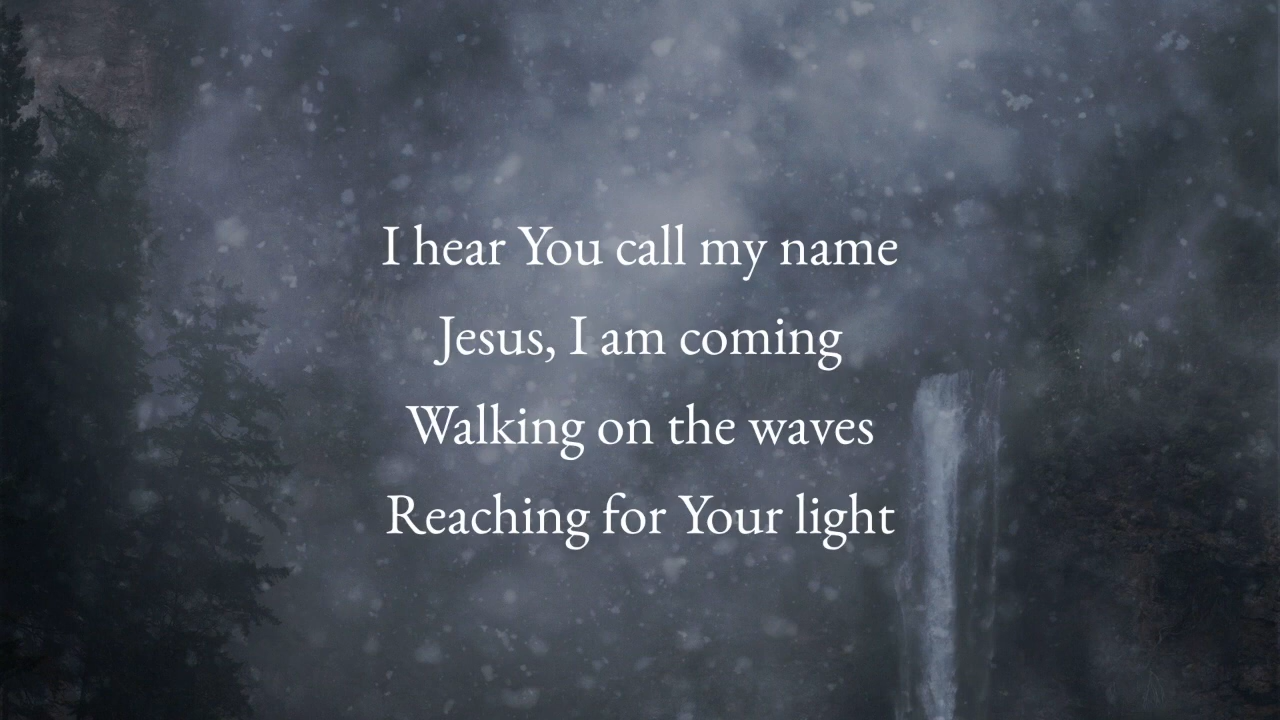 I hear You call my name
Jesus, I am coming
Walking on the waves
Reaching for Your light